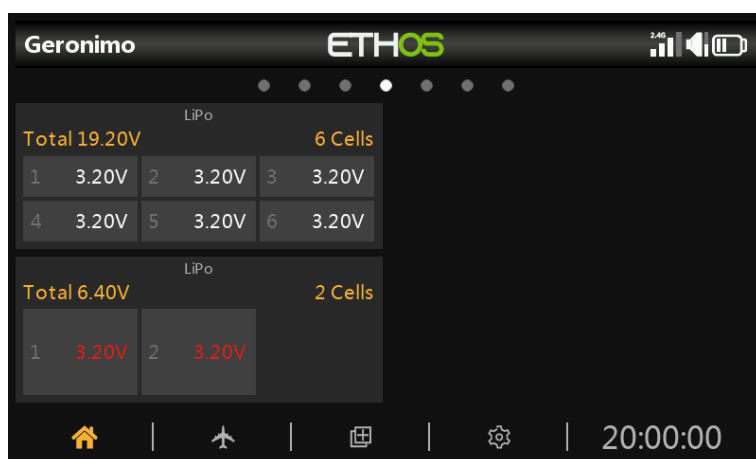 Geronimo ETHOS 2.4G
LiPo
Total 19.20V 6 Cells
1 3.20V 2 3.20V 3 3.20V
4 3.20V 5 3.20V 6 3.20V
LiPo
Total 6.40V 2 Cells
1 3.20V 2 3.20V
20:00:00